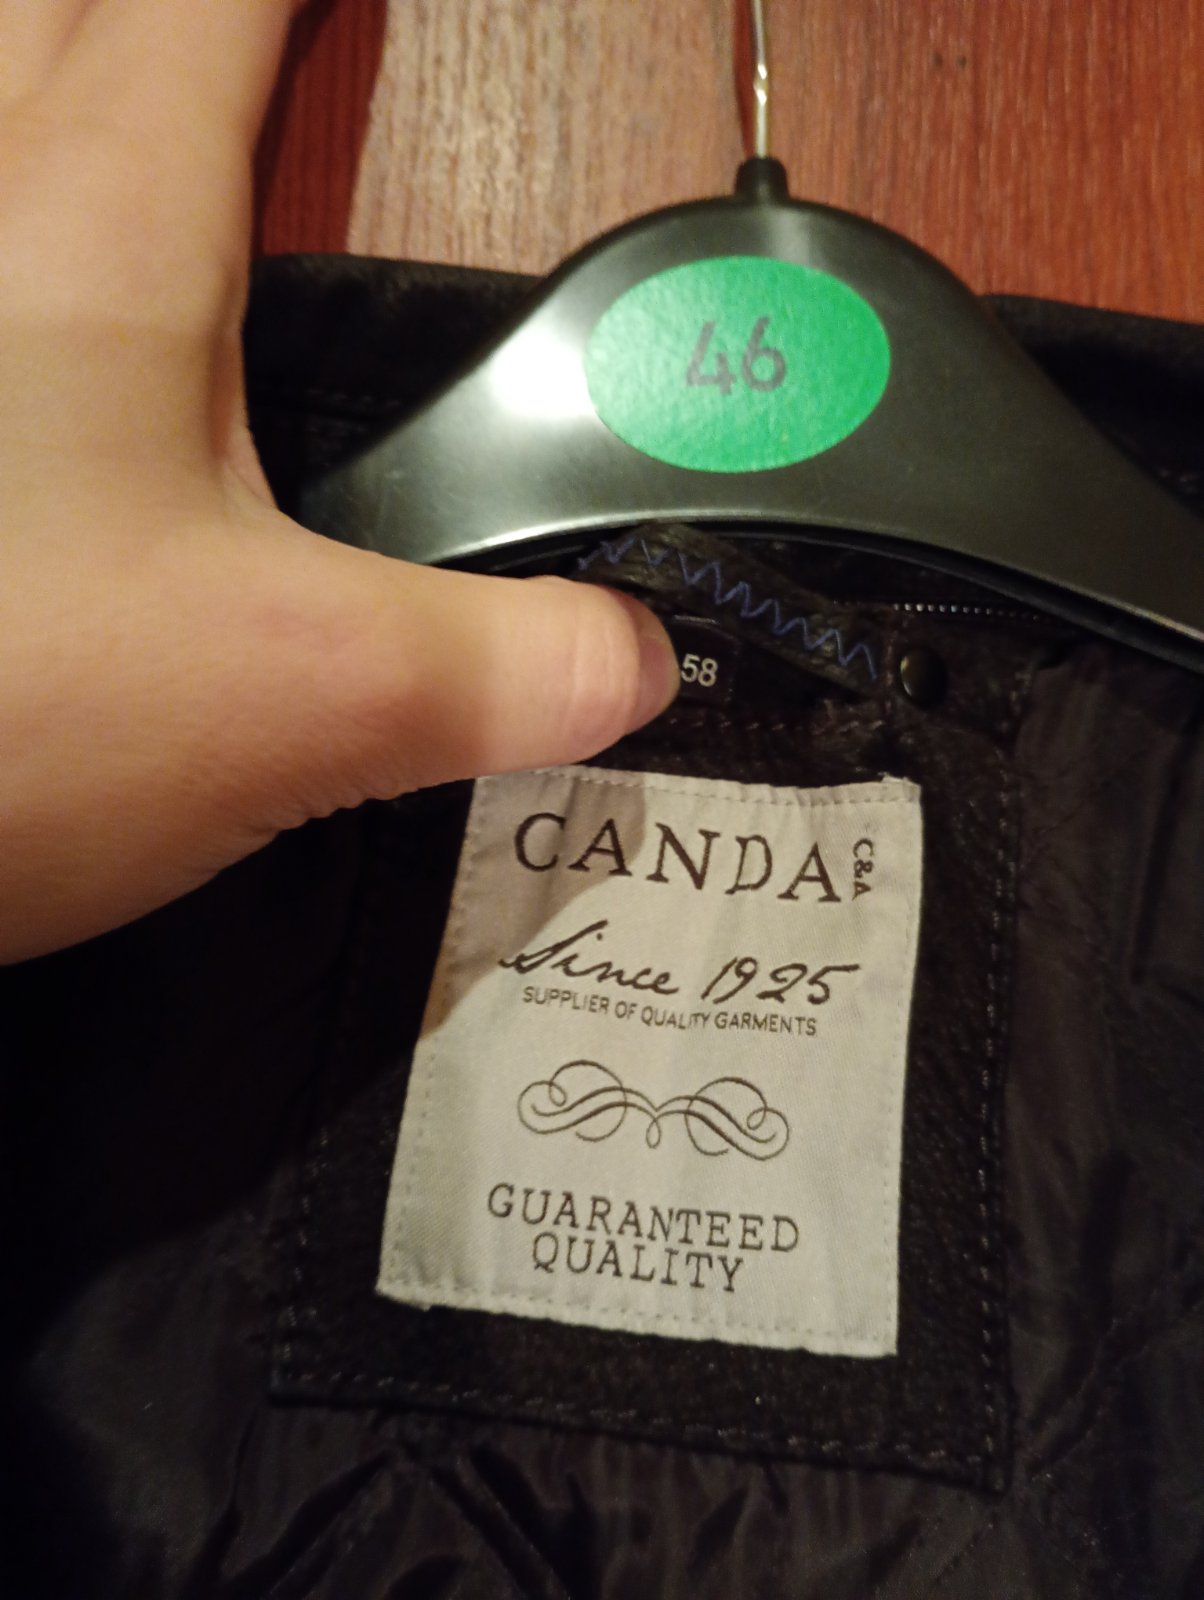 46
58
CANDA C&A
Since 1925
SUPPLIER OF QUALITY GARMENTS
GUARANTEED
QUALITY